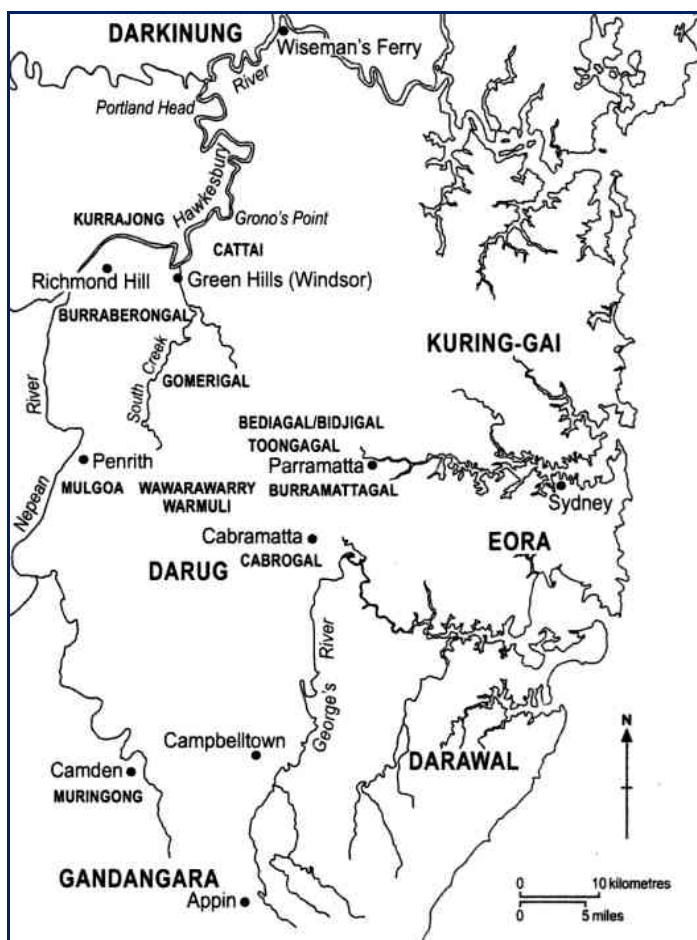 DARKINUNG
Wiseman's Ferry
River
Portland Head
Hawkesbury
KURRAJONG
Grono's Point
CATTAI
Richmond Hill
Green Hills (Windsor)
BURRABERONGAL
KURING-GAI
River
South Creek
GOMERIGAL
BEDIAGAL/BIDJIGAL
TOONGAGAL
Penrith
Parramatta
Nepean
MULGOA
WAWARAWARRY
WARMULI
BURRAMATTAGAL
Sydney
Cabramatta
EORA
DARUG
CABROGAL
George's River
Campbelltown
DARAWAL
N
Camden
MURINGONG
GANDANGARA
Appin
0 10 kilometres
0 5 miles